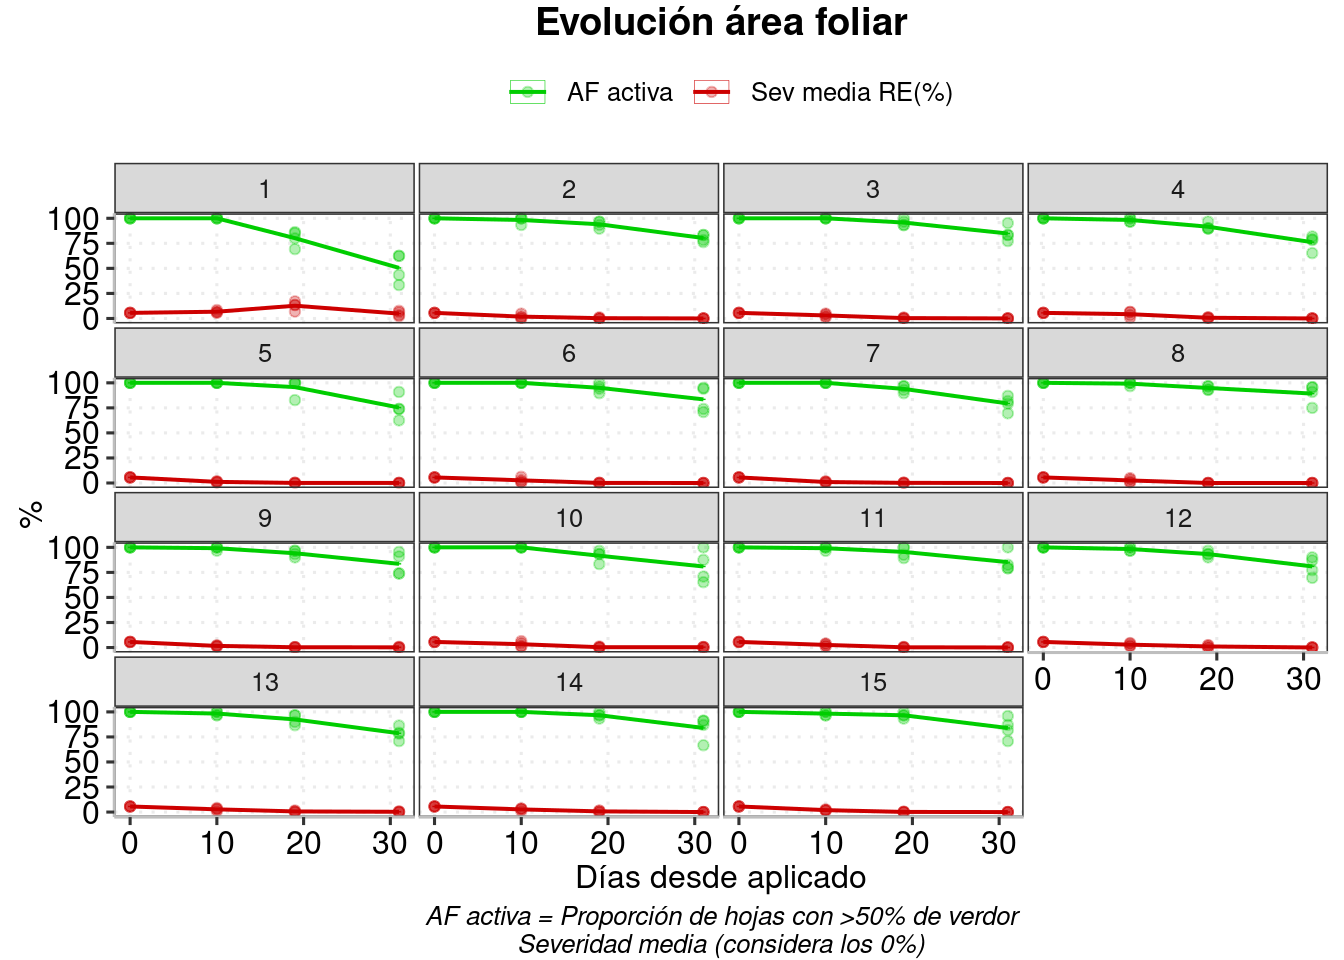 Evolución área foliar
AF activa Sev media RE(%)
1 2 3 4
100
75
50
25
0
5 6 7 8
100
75
50
25
0
%
9 10 11 12
100
75
50
25
0
0 10 20 30
13 14 15
100
75
50
25
0
0 10 20 30 0 10 20 30 0 10 20 30
Días desde aplicado
AF activa = Proporción de hojas con >50% de verdor
Severidad media (considera los 0%)